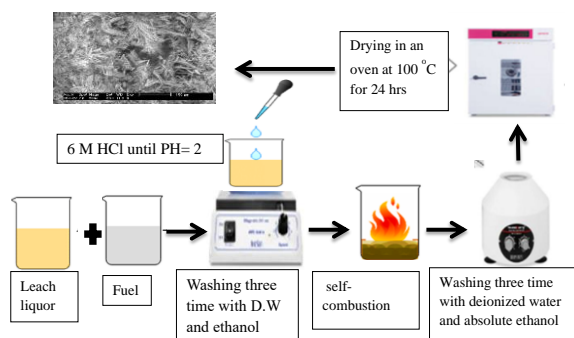 Drying in an
oven at 100 °C
for 24 hrs
6 M HCl until PH= 2
Leach
liquor
Fuel
Washing three
time with D.W
and ethanol
self-
combustion
Washing three time
with deionized water
and absolute ethanol